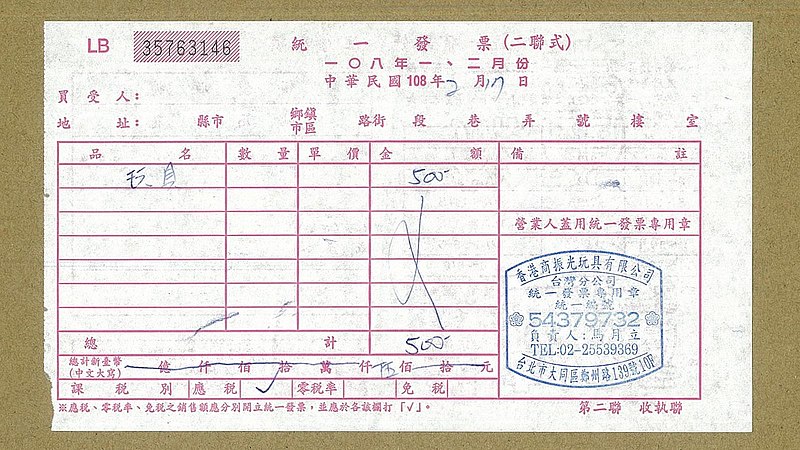 LB 35763146 統一發票(二聯式)
一〇八年一、二月份
中華民國108年2月17日
買受人：
地址： 縣市 鄉鎮市區 路街 段 巷 弄 號 樓 室
品名 數量 單價 金額 備註
玩具 500-
營業人蓋用統一發票專用章
香港商振光玩具有限公司
台灣分公司
統一發票專用章
統一編號
54379732
負責人:馬月立
TEL:02-25539369
台北市大同區鄭州路139號10F
總計 500-
總計新臺幣(中文大寫) 億 仟 佰 拾 萬 仟 伍 佰 拾 元
課稅別 應稅 ✓ 零稅率 免稅
※應稅、零稅率、免稅之銷售額應分別開立統一發票，並應於各該欄打「✓」。
第二聯 收執聯